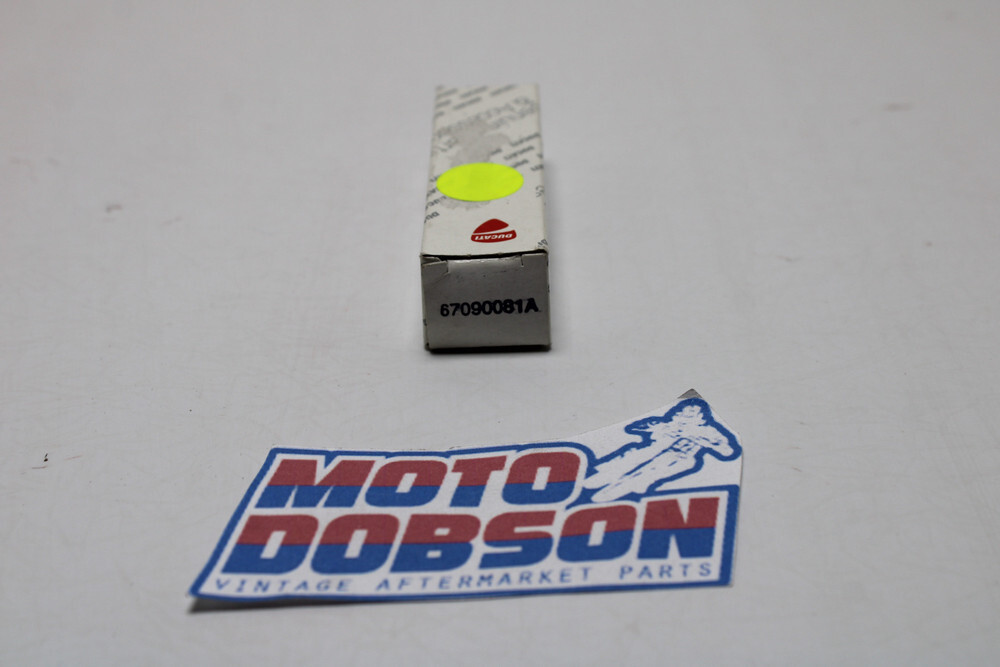 DUCATI
67090081A
MOTO
DOBSON
VINTAGE AFTERMARKET PARTS